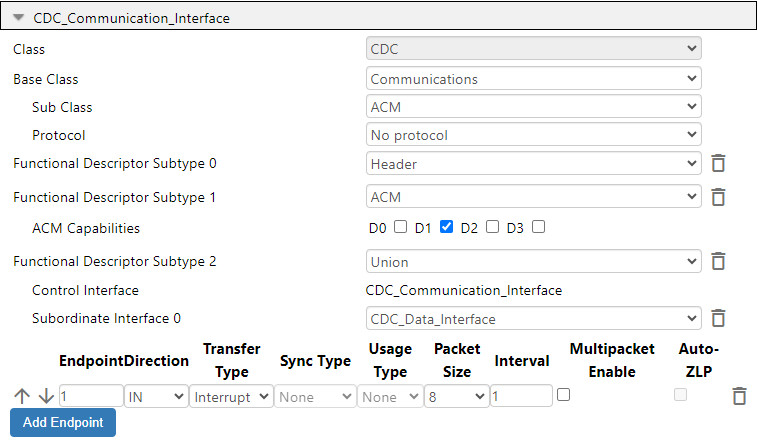 CDC_Communication_Interface
Class CDC
Base Class Communications
Sub Class ACM
Protocol No protocol
Functional Descriptor Subtype 0 Header
Functional Descriptor Subtype 1 ACM
ACM Capabilities D0 D1 D2 D3
Functional Descriptor Subtype 2 Union
Control Interface CDC_Communication_Interface
Subordinate Interface 0 CDC_Data_Interface
Endpoint Direction Transfer Type Sync Type Usage Type Packet Size Interval Multipacket Enable Auto-ZLP
1 IN Interrupt None None 8 1
Add Endpoint